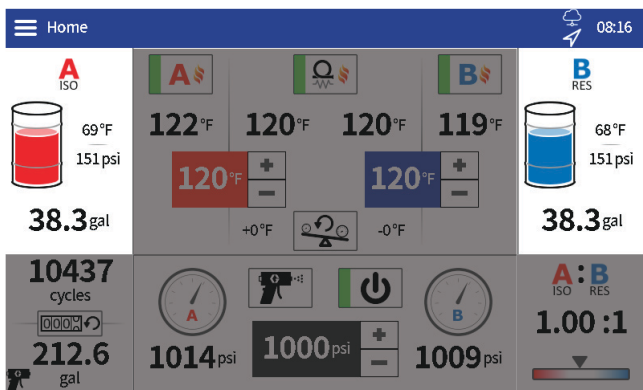 Home 08:16
A
ISO
69°F
151psi
38.3gal
A B
122°F 120°F 120°F 119°F
120°F + − 120°F + −
+0°F -0°F
B
RES
68°F
151psi
38.3gal
10437
cycles
000
212.6
gal
A B
1014psi 1000psi + − 1009psi
A:B
ISO RES
1.00 :1